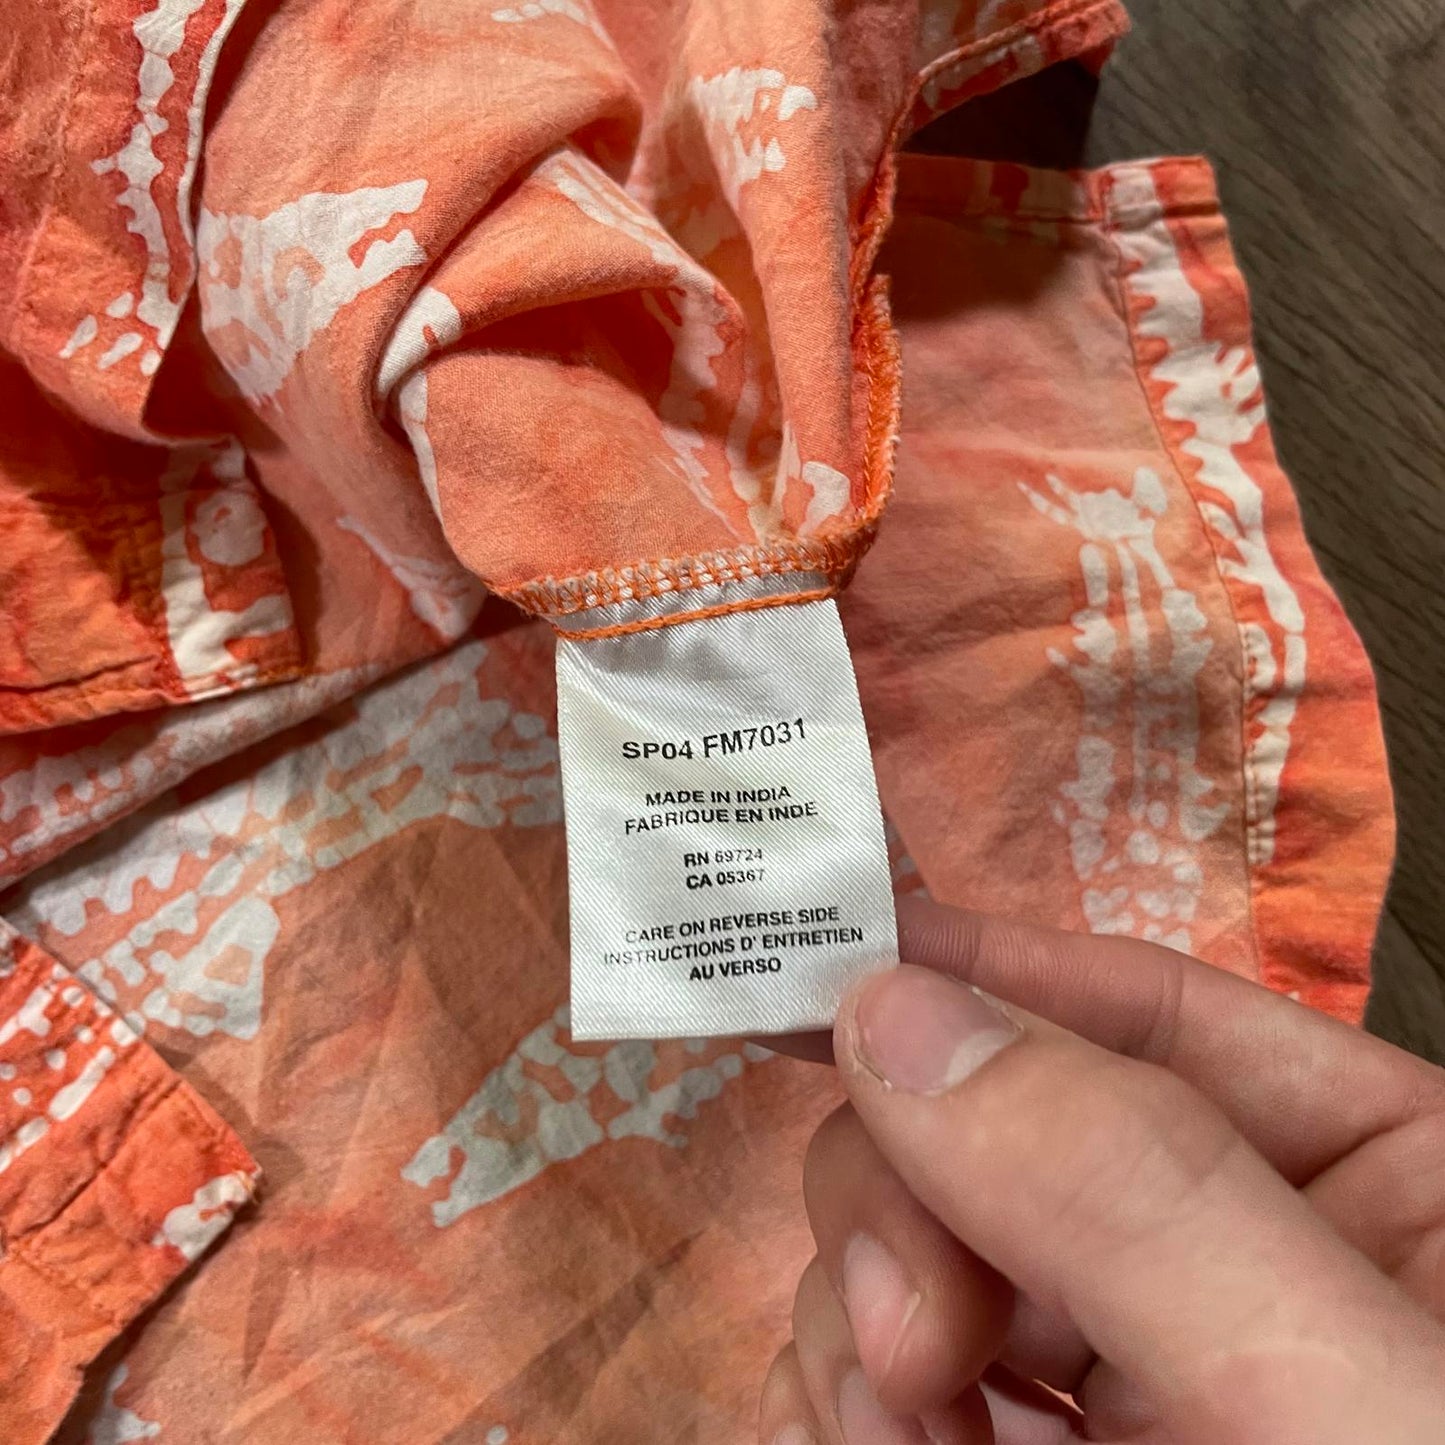 SP04 FM7031
MADE IN INDIA
FABRIQUE EN INDE
RN 69724
CA 05367
CARE ON REVERSE SIDE
INSTRUCTIONS D' ENTRETIEN
AU VERSO